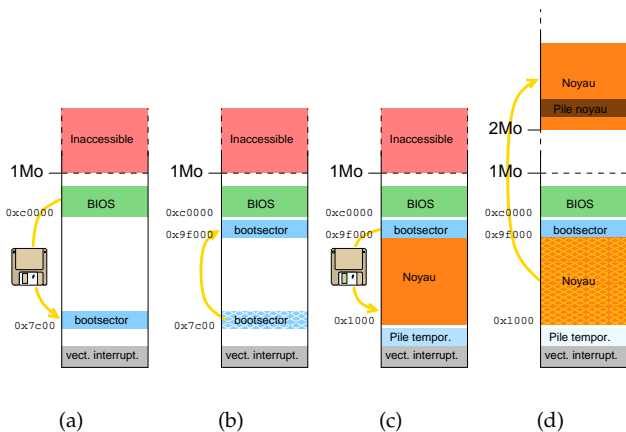 Inaccessible
1Mo
BIOS
0xc0000
0x7c00
bootsector
vect. interrupt.
(a)
Inaccessible
1Mo
BIOS
0xc0000
bootsector
0x9f000
bootsector
0x7c00
vect. interrupt.
(b)
Inaccessible
1Mo
BIOS
0xc0000
bootsector
0x9f000
Noyau
0x1000
Pile tempor.
vect. interrupt.
(c)
Noyau
Pile noyau
2Mo
1Mo
BIOS
0xc0000
bootsector
0x9f000
Noyau
0x1000
Pile tempor.
vect. interrupt.
(d)